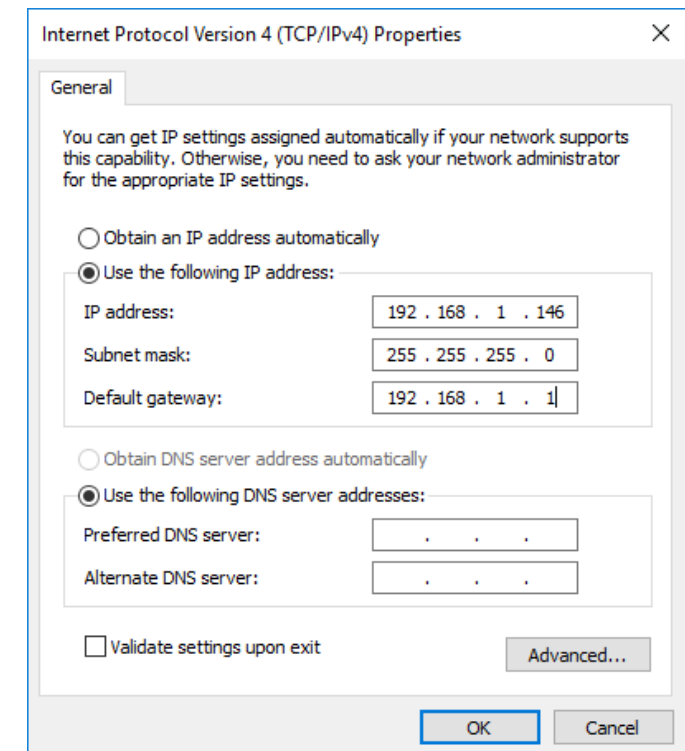 Internet Protocol Version 4 (TCP/IPv4) Properties
General
You can get IP settings assigned automatically if your network supports
this capability. Otherwise, you need to ask your network administrator
for the appropriate IP settings.
Obtain an IP address automatically
Use the following IP address:
IP address: 192 . 168 . 1 . 146
Subnet mask: 255 . 255 . 255 . 0
Default gateway: 192 . 168 . 1 . 1
Obtain DNS server address automatically
Use the following DNS server addresses:
Preferred DNS server: . . .
Alternate DNS server: . . .
Validate settings upon exit
Advanced...
OK Cancel